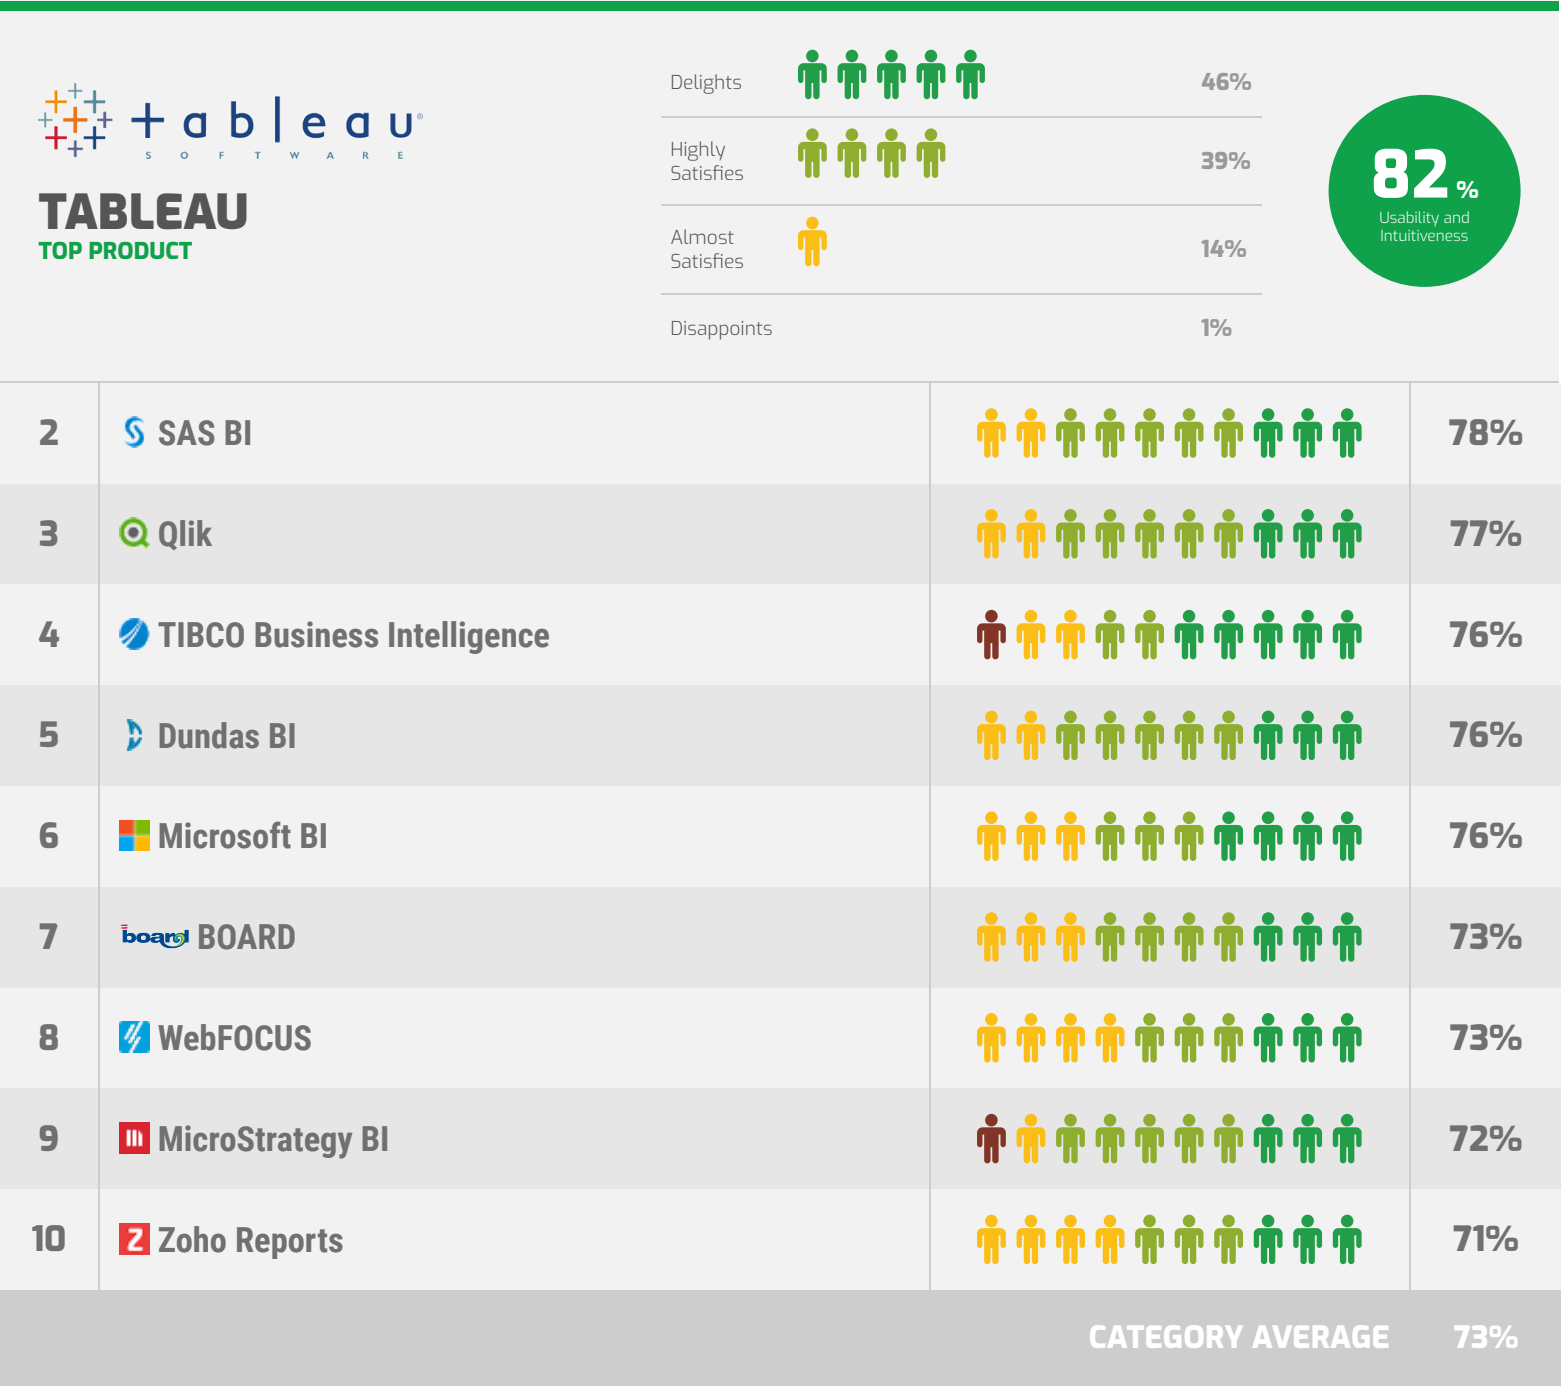 tableau®
SOFTWARE
TABLEAU
TOP PRODUCT
Delights 46%
Highly
Satisfies 39%
Almost
Satisfies 14%
Disappoints 1%
82%
Usability and
Intuitiveness
2 SAS BI 78%
3 Qlik 77%
4 TIBCO Business Intelligence 76%
5 Dundas BI 76%
6 Microsoft BI 76%
7 board BOARD 73%
8 WebFOCUS 73%
9 MicroStrategy BI 72%
10 Z Zoho Reports 71%
CATEGORY AVERAGE 73%